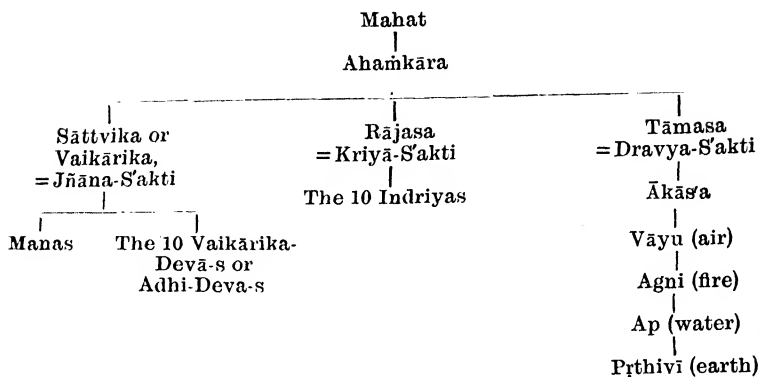 Mahat
Ahaṁkāra
Sāttvika or
Vaikārika,
=Jñāna-S'akti
Manas
The 10 Vaikārika-
Devā-s or
Adhi-Deva-s
Rājasa
=Kriyā-S'akti
The 10 Indriyas
Tāmasa
=Dravya-S'akti
Ākās'a
Vāyu (air)
Agni (fire)
Ap (water)
Pṛthivī (earth)